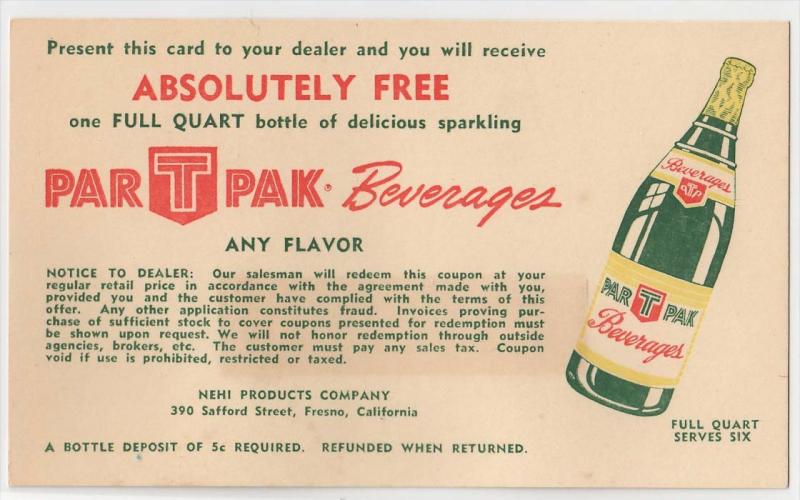 Present this card to your dealer and you will receive
ABSOLUTELY FREE
one FULL QUART bottle of delicious sparkling
PAR T PAK® Beverages
ANY FLAVOR
NOTICE TO DEALER: Our salesman will redeem this coupon at your
regular retail price in accordance with the agreement made with you,
provided you and the customer have complied with the terms of this
offer. Any other application constitutes fraud. Invoices proving pur-
chase of sufficient stock to cover coupons presented for redemption must
be shown upon request. We will not honor redemption through outside
agencies, brokers, etc. The customer must pay any sales tax. Coupon
void if use is prohibited, restricted or taxed.
NEHI PRODUCTS COMPANY
390 Safford Street, Fresno, California
A BOTTLE DEPOSIT OF 5c REQUIRED. REFUNDED WHEN RETURNED.
Beverages
PTP
PAR T PAK
Beverages
FULL QUART
SERVES SIX